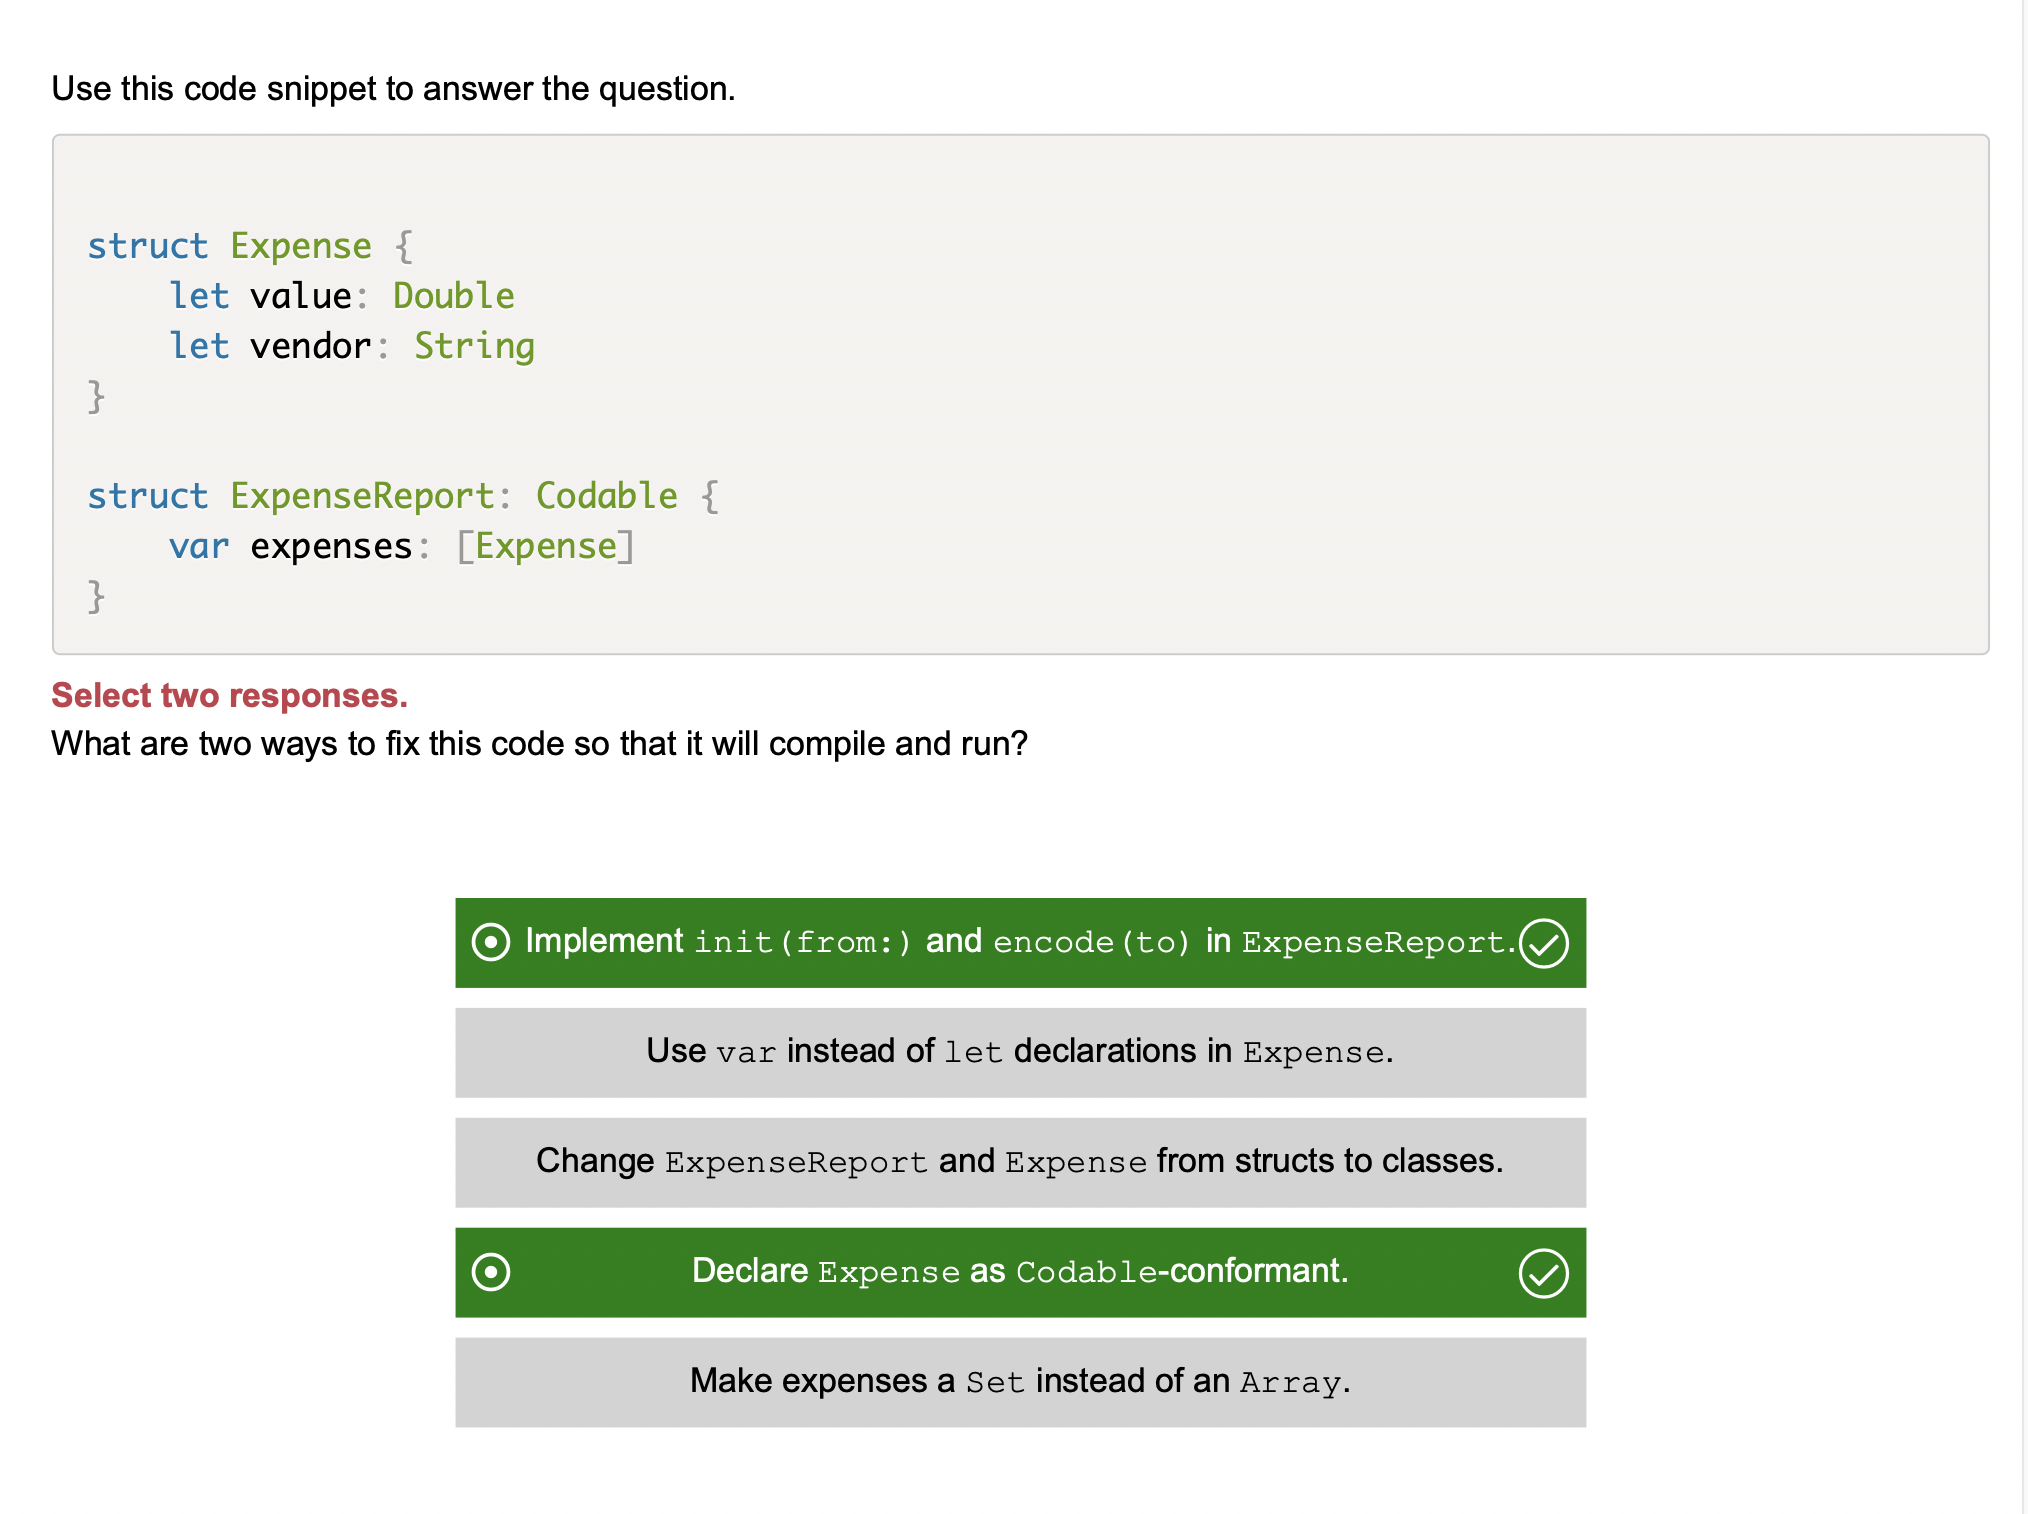 Use this code snippet to answer the question.
struct Expense {
    let value: Double
    let vendor: String
}
struct ExpenseReport: Codable {
    var expenses: [Expense]
}
Select two responses.
What are two ways to fix this code so that it will compile and run?
Implement init(from:) and encode(to) in ExpenseReport.
Use var instead of let declarations in Expense.
Change ExpenseReport and Expense from structs to classes.
Declare Expense as Codable-conformant.
Make expenses a Set instead of an Array.